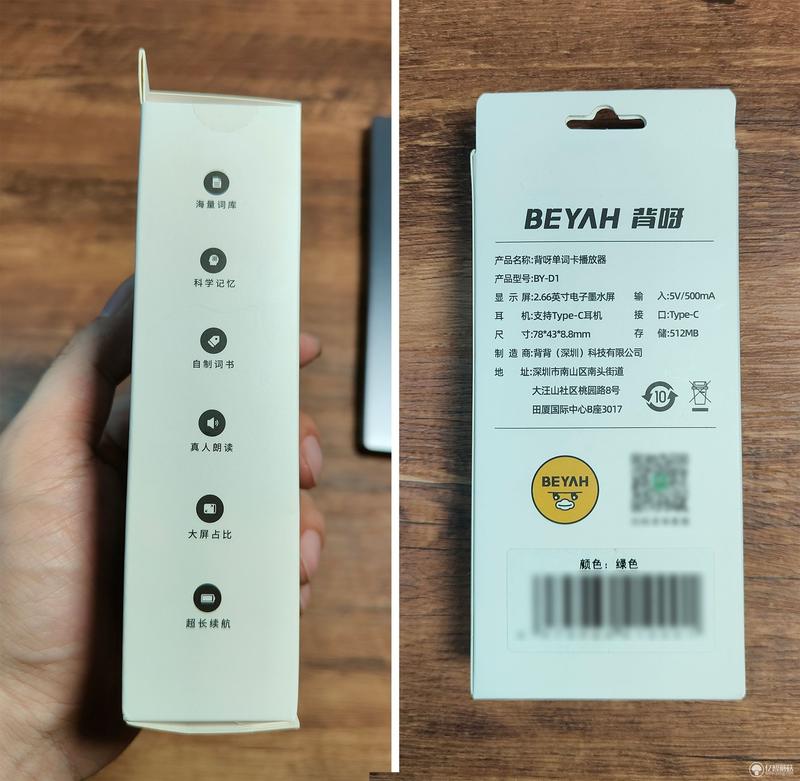 海量词库
科学记忆
自制词书
真人朗读
大屏占比
超长续航
BEYAH 背呀
产品名称:背呀单词卡播放器
产品型号:BY-D1
显示屏:2.66英寸电子墨水屏 输入:5V/500mA
耳机:支持Type-C耳机 接口:Type-C
尺寸:78*43*8.8mm 存储:512MB
制造商:背背（深圳）科技有限公司
地址:深圳市南山区南头街道
大汪山社区桃园路8号
田厦国际中心B座3017
10
BEYAH
颜色：绿色
亿智蘑菇